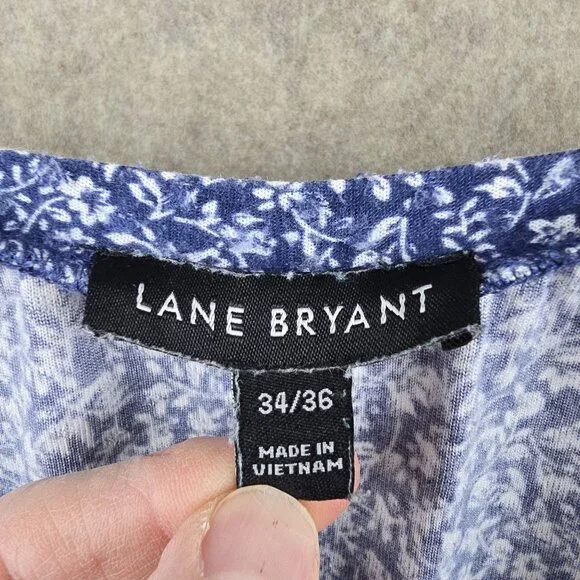 LANE BRYANT
34/36
MADE IN
VIETNAM